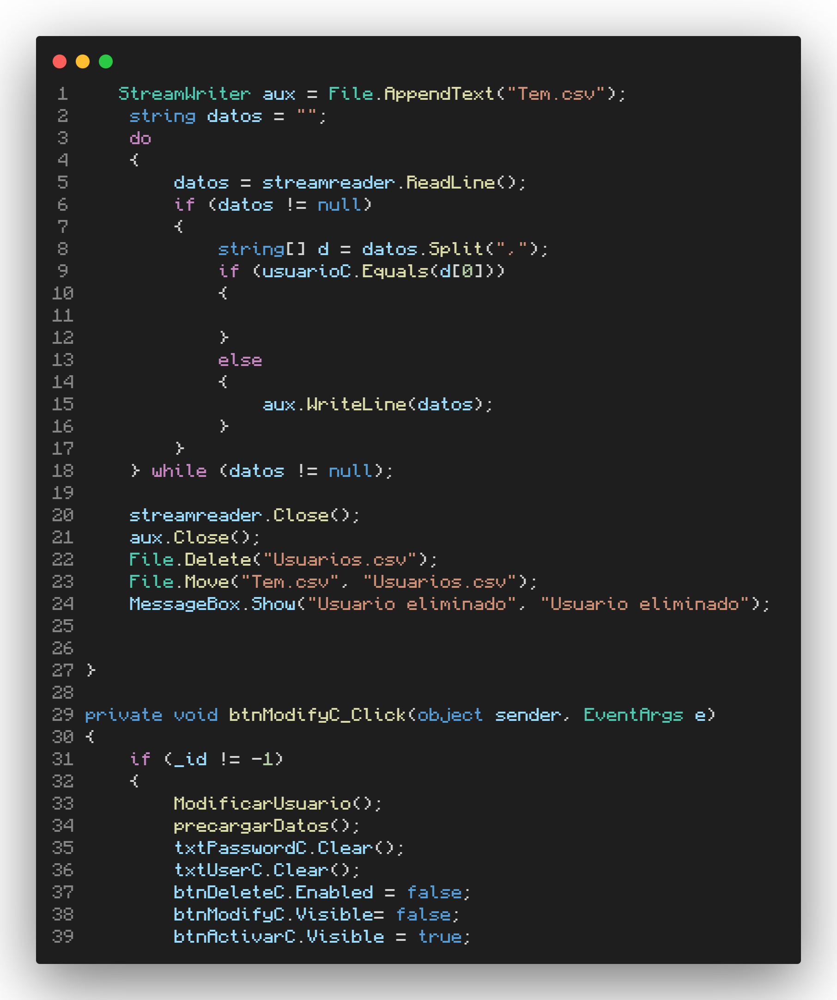 1    StreamWriter aux = File.AppendText("Tem.csv");
2     string datos = "";
3     do
4     {
5         datos = streamreader.ReadLine();
6         if (datos != null)
7         {
8             string[] d = datos.Split(",");
9             if (usuarioC.Equals(d[0]))
10             {
11
12             }
13             else
14             {
15                 aux.WriteLine(datos);
16             }
17         }
18     } while (datos != null);
19
20     streamreader.Close();
21     aux.Close();
22     File.Delete("Usuarios.csv");
23     File.Move("Tem.csv", "Usuarios.csv");
24     MessageBox.Show("Usuario eliminado", "Usuario eliminado");
25
26
27 }
28
29 private void btnModifyC_Click(object sender, EventArgs e)
30 {
31     if (_id != -1)
32     {
33         ModificarUsuario();
34         precargarDatos();
35         txtPasswordC.Clear();
36         txtUserC.Clear();
37         btnDeleteC.Enabled = false;
38         btnModifyC.Visible= false;
39         btnActivarC.Visible = true;